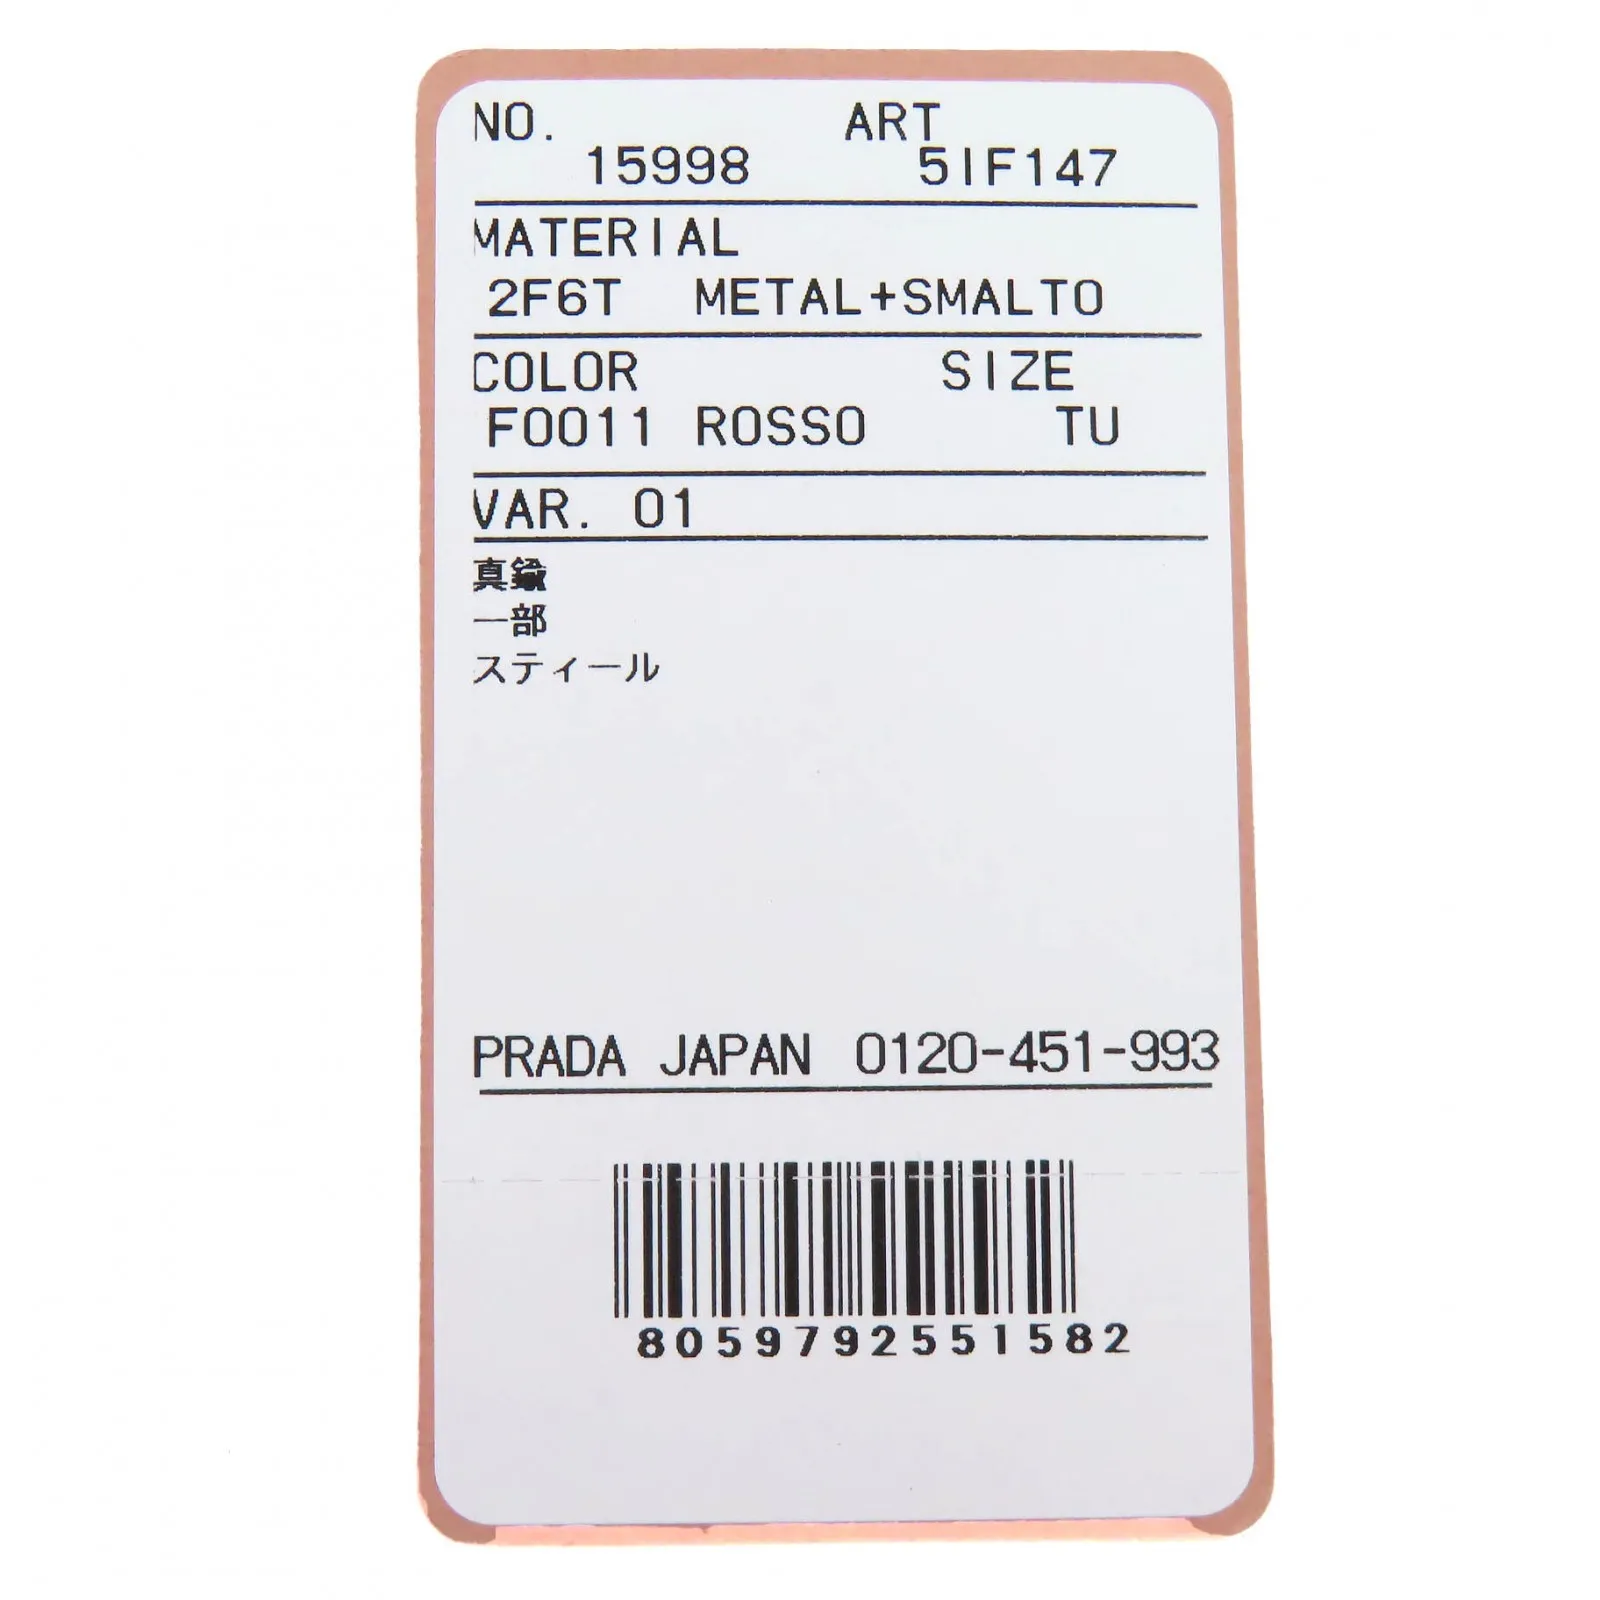 NO. ART
15998 5IF147
MATERIAL
2F6T METAL+SMALTO
COLOR SIZE
F0011 ROSSO TU
VAR. 01
真鍮
一部
スティール
PRADA JAPAN 0120-451-993
8059792551582